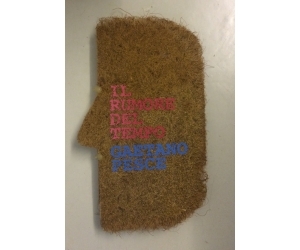 IL
RUMORE
DEL
TEMPO
GAETANO
PESCE